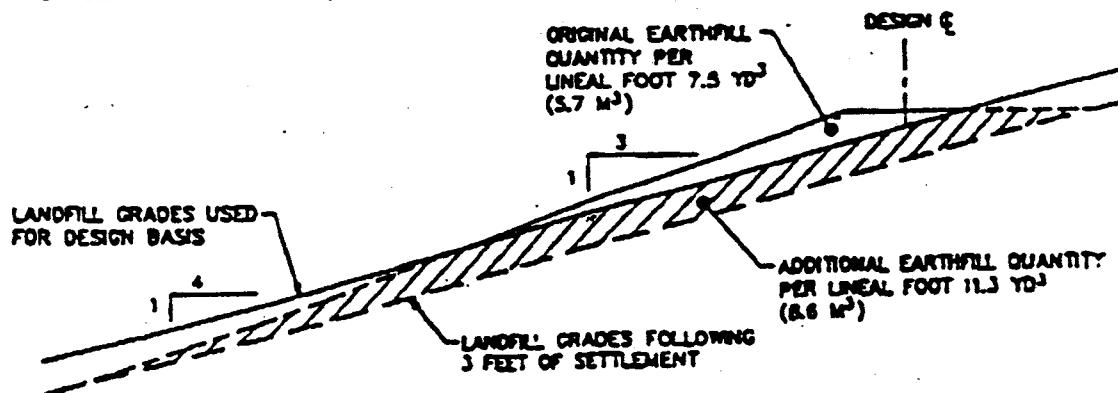 ORIGINAL EARTHFILL
QUANTITY PER
LINEAL FOOT 7.5 YD³
(5.7 M³)
DESIGN ℄
3
1
LANDFILL GRADES USED
FOR DESIGN BASIS
4
1
ADDITIONAL EARTHFILL QUANTITY
PER LINEAL FOOT 11.3 YD³
(8.6 M³)
LANDFILL GRADES FOLLOWING
3 FEET OF SETTLEMENT